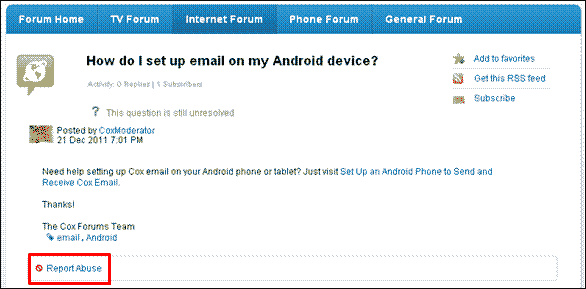 Forum Home TV Forum Internet Forum Phone Forum General Forum
How do I set up email on my Android device?
Add to favorites
Activity: 0 Replies | 1 Subscribers
Get this RSS feed
Subscribe
? This question is still unresolved
Posted by CoxModerator
21 Dec 2011 7:01 PM
Need help setting up Cox email on your Android phone or tablet? Just visit Set Up an Android Phone to Send and
Receive Cox Email.
Thanks!
The Cox Forums Team
email , Android
Report Abuse